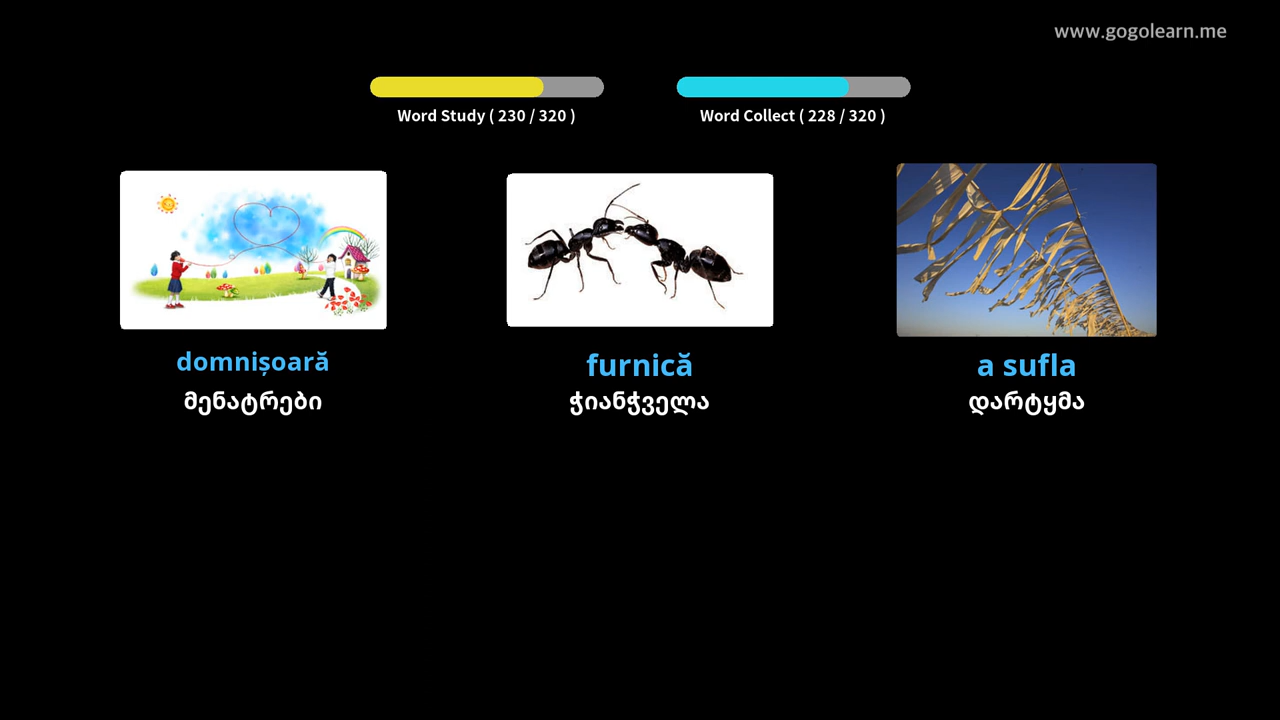 www.gogolearn.me
Word Study ( 230 / 320 )
Word Collect ( 228 / 320 )
domnișoară
furnică
a sufla
მენატრები
ჭიანჭველა
დარტყმა